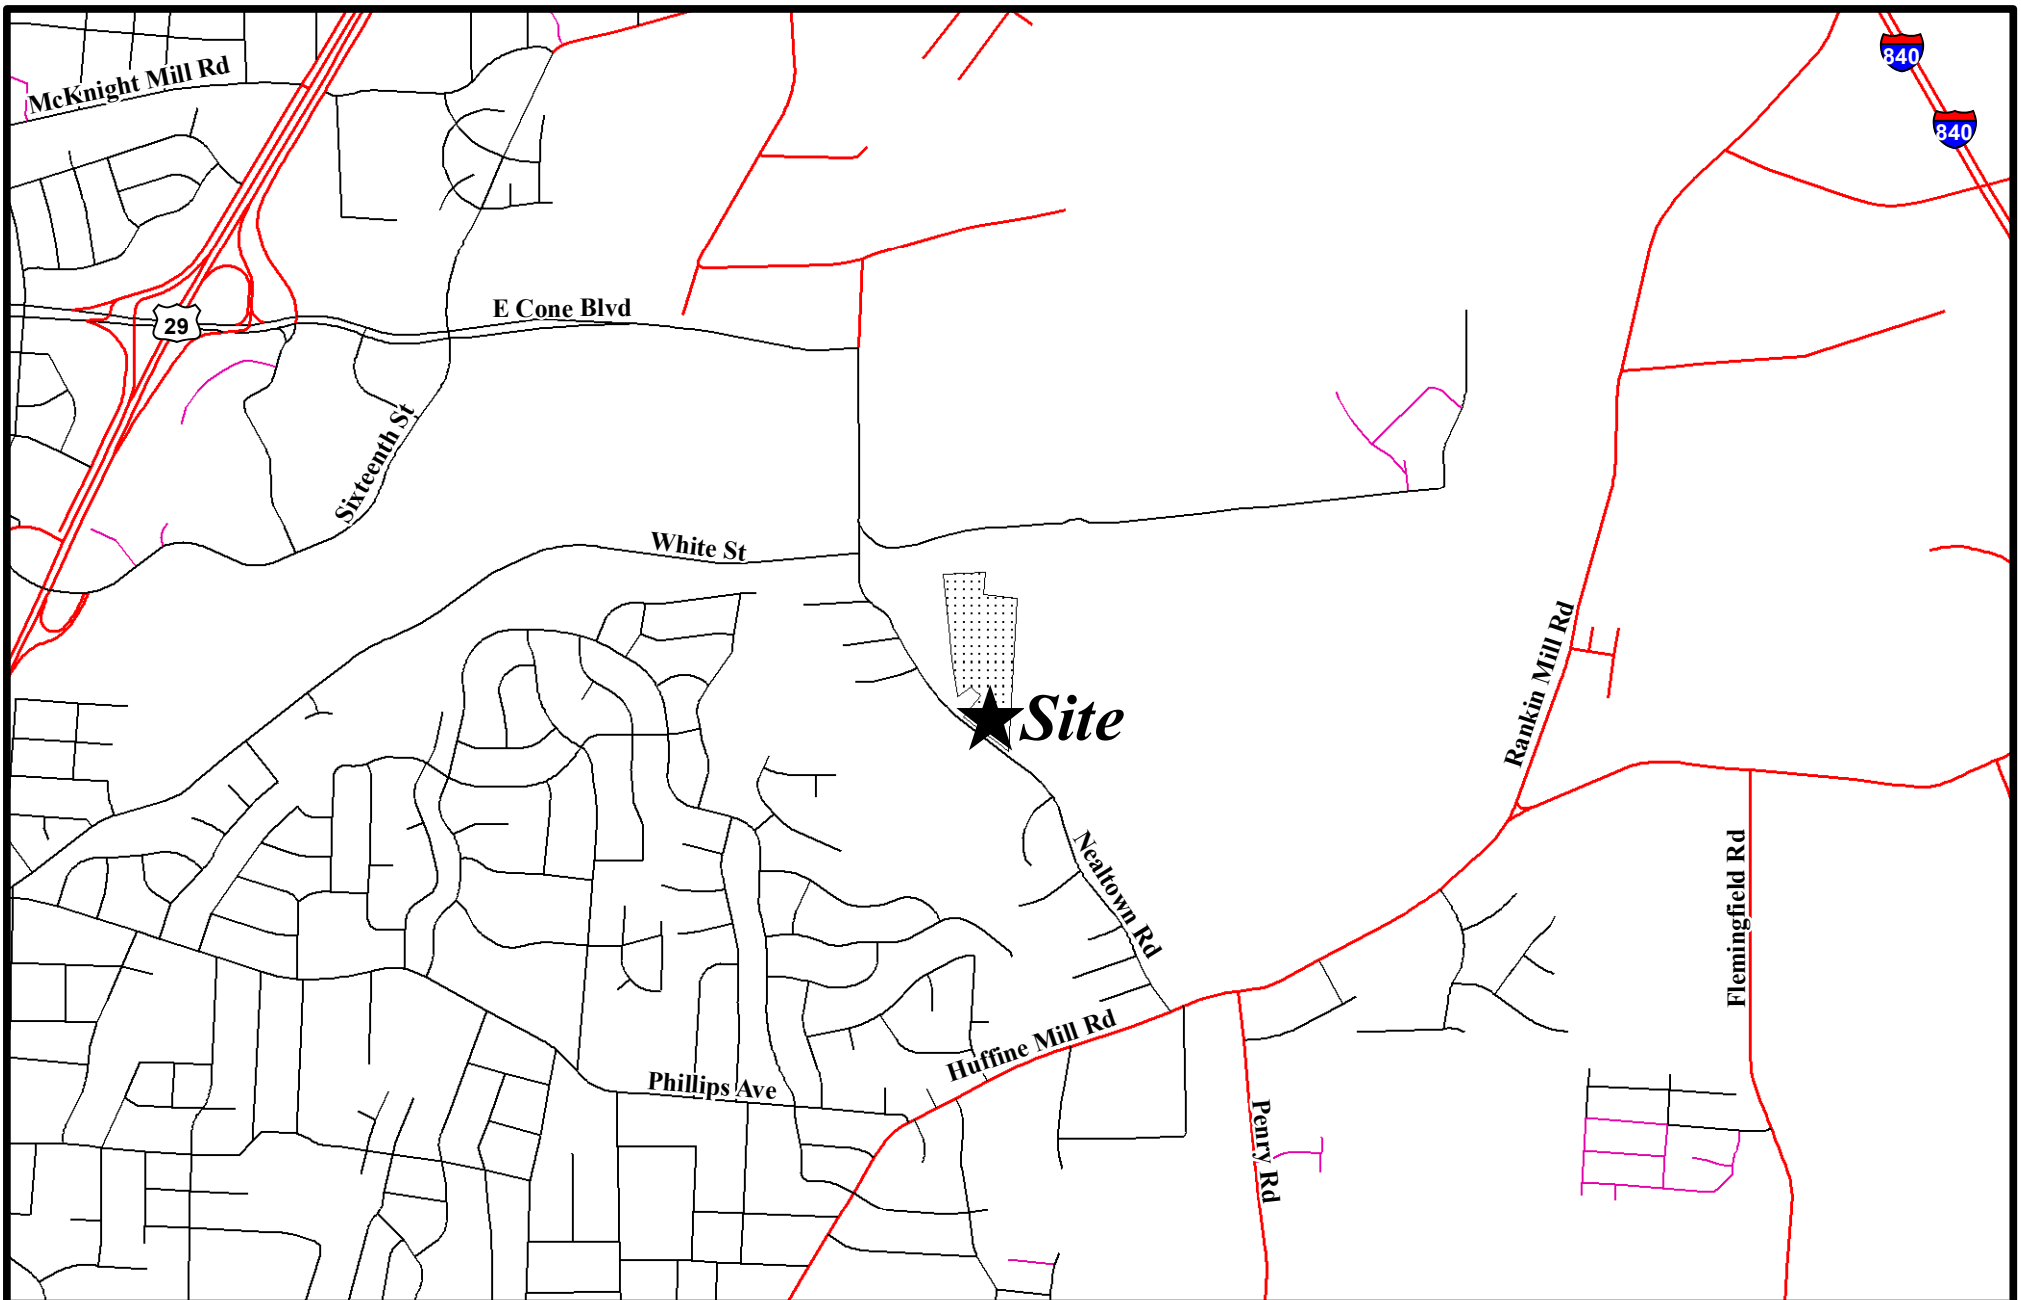 840
McKnight Mill Rd
840
E Cone Blvd
29
Sixteenth St
White St
Rankin Mill Rd
Site
Nealtown Rd
Flemingfield Rd
Huffine Mill Rd
Phillips Ave
Penry Rd